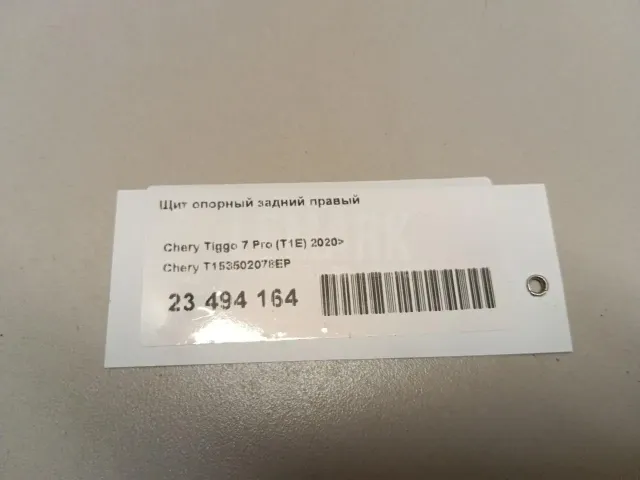 Щит опорный задний правый
Chery Tiggo 7 Pro (T1E) 2020>
Chery T153502078EP
23 494 164